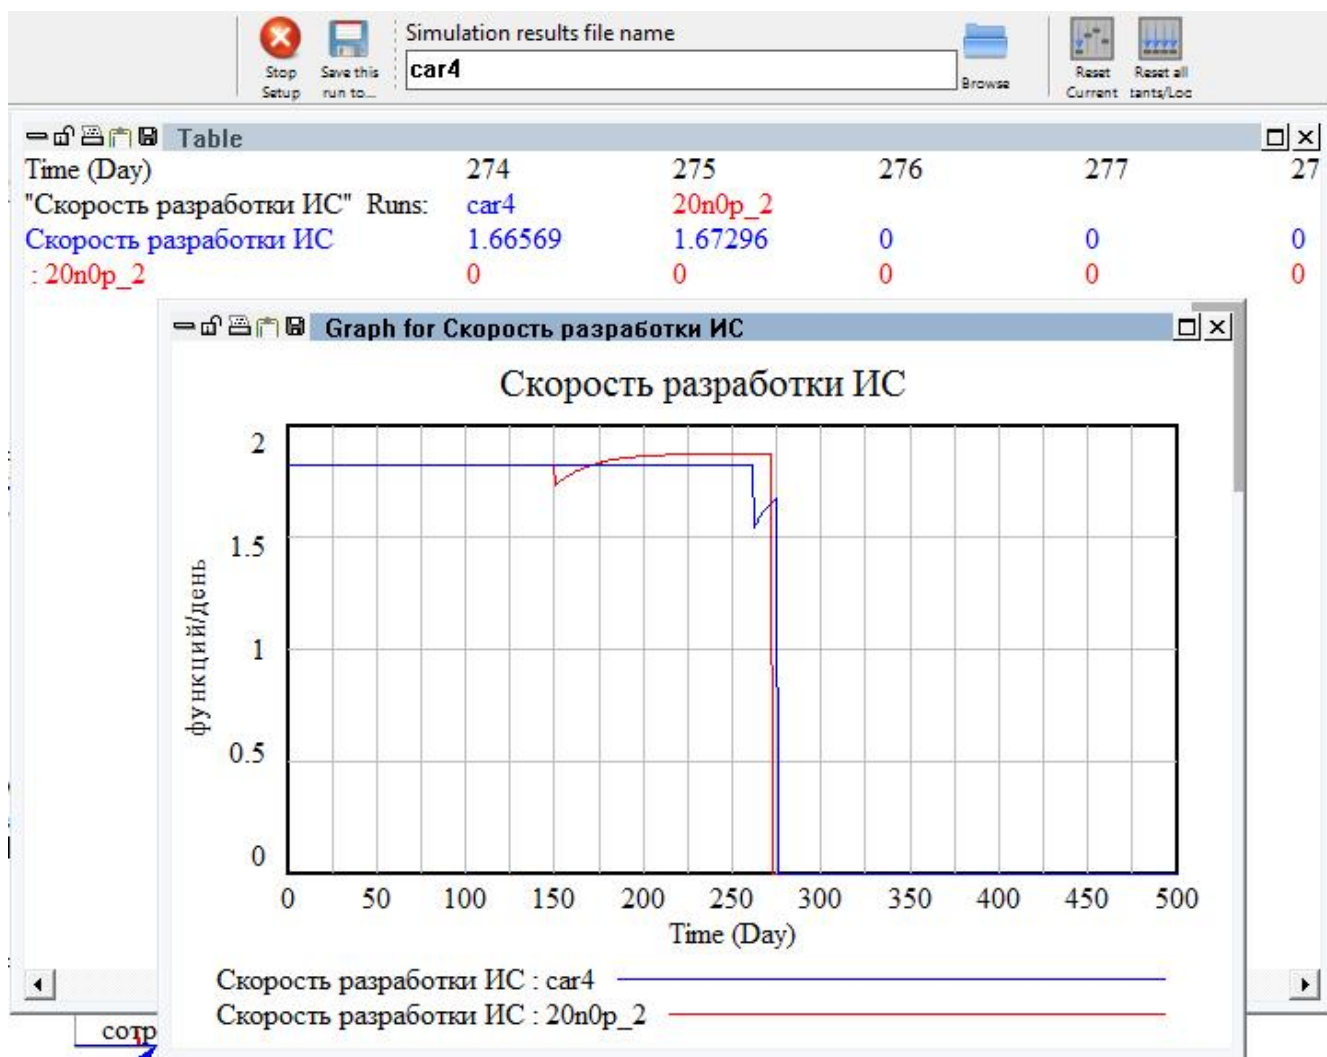 Simulation results file name
car4
Stop Setup
Save this run to...
Browse
Reset Current
Reset all tants/Loc
Table
Time (Day) 274 275 276 277 27
"Скорость разработки ИС" Runs: car4 20n0p_2
Скорость разработки ИС 1.66569 1.67296 0 0 0
: 20n0p_2 0 0 0 0 0
Graph for Скорость разработки ИС
Скорость разработки ИС
2
1.5
1
0.5
0
функций/день
0 50 100 150 200 250 300 350 400 450 500
Time (Day)
Скорость разработки ИС : car4
Скорость разработки ИС : 20n0p_2
сотр